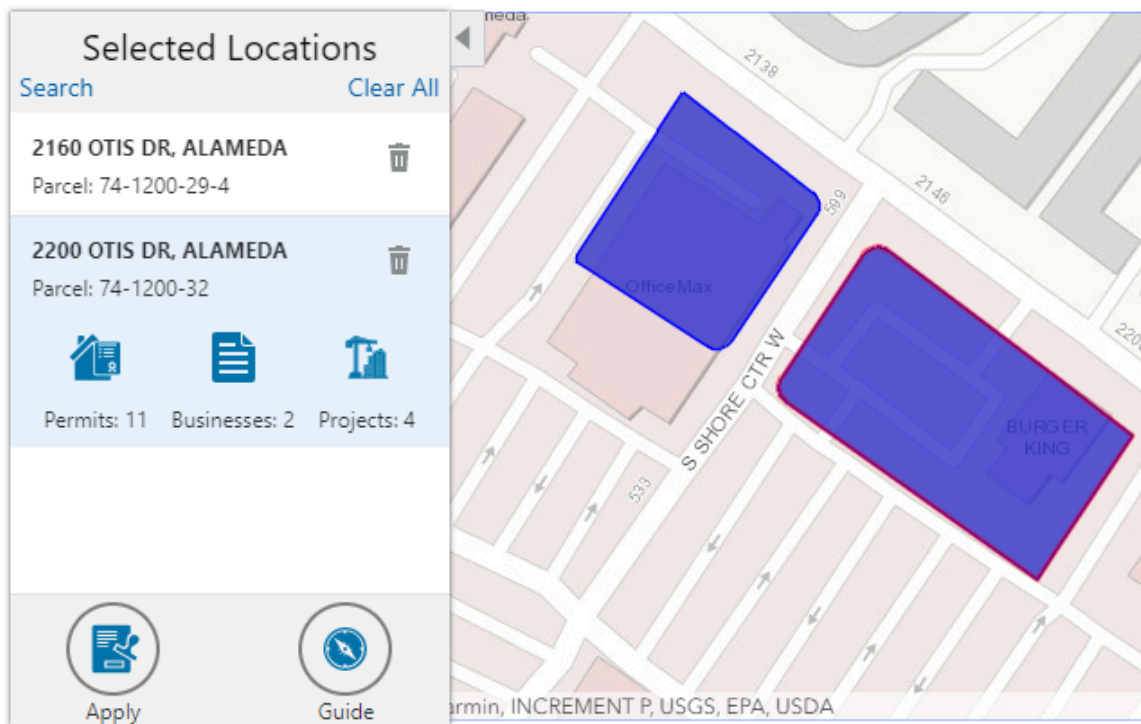 Selected Locations
Search
Clear All
2160 OTIS DR, ALAMEDA
Parcel: 74-1200-29-4
2200 OTIS DR, ALAMEDA
Parcel: 74-1200-32
Permits: 11
Businesses: 2
Projects: 4
Apply
Guide
2138
599
2146
OfficeMax
S SHORE CTR W
BURGER
KING
533
INCREMENT P, USGS, EPA, USDA